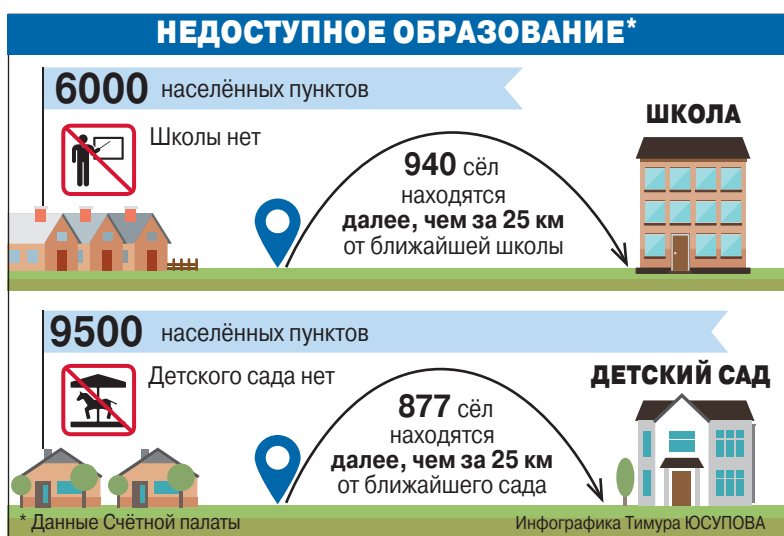 НЕДОСТУПНОЕ ОБРАЗОВАНИЕ*
6000 населённых пунктов
Школы нет
940 сёл
находятся
далее, чем за 25 км
от ближайшей школы
ШКОЛА
9500 населённых пунктов
Детского сада нет
877 сёл
находятся
далее, чем за 25 км
от ближайшего сада
ДЕТСКИЙ САД
* Данные Счётной палаты
Инфографика Тимура ЮСУПОВА